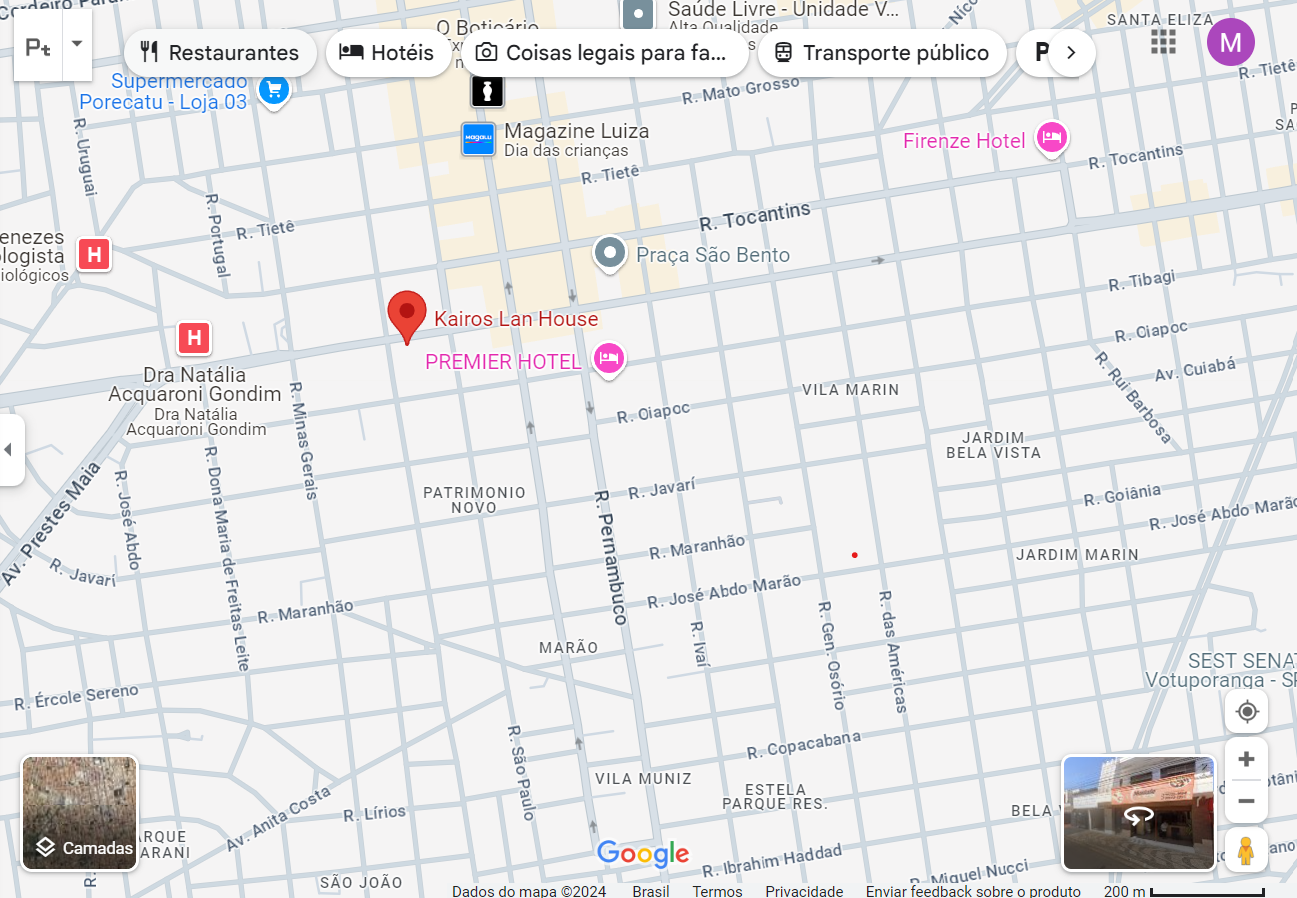 Pt
Restaurantes
Hotéis
Coisas legais para fa...
Transporte público
M
O Boticário
Saúde Livre - Unidade V...
Alta Qualidade
SANTA ELIZA
Supermercado
Porecatu - Loja 03
R. Mato Grosso
R. Tietê
R. Uruguai
Magazine Luiza
Dia das crianças
Firenze Hotel
R. Tocantins
R. Tietê
R. Portugal
R. Tietê
R. Tocantins
enezes
ologista
iológicos
H
Praça São Bento
R. Tibagi
H
Kairos Lan House
PREMIER HOTEL
R. Oiapoc
Av. Cuiabá
R. Rui Barbosa
Dra Natália
Acquaroni Gondim
Dra Natália
Acquaroni Gondim
R. Minas Gerais
VILA MARIN
R. Oiapoc
JARDIM
BELA VISTA
Av. Prestes Maia
R. José Abdo
R. Dona Maria de Freitas Leite
PATRIMONIO
NOVO
R. Javarí
R. Pernambuco
R. Goiânia
R. José Abdo Marão
R. Maranhão
JARDIM MARIN
R. Javarí
R. Maranhão
R. José Abdo Marão
R. Ivaí
R. Gen. Osório
R. das Américas
MARÃO
SEST SENAT
Votuporanga - SP
R. Ércole Sereno
R. São Paulo
R. Copacabana
VILA MUNIZ
ESTELA
PARQUE RES.
Av. Anita Costa
R. Lírios
BELA V
Camadas
ARQUE
ARANI
Google
R. Ibrahim Haddad
R. Miguel Nucci
SÃO JOÃO
Dados do mapa ©2024
Brasil
Termos
Privacidade
Enviar feedback sobre o produto
200 m